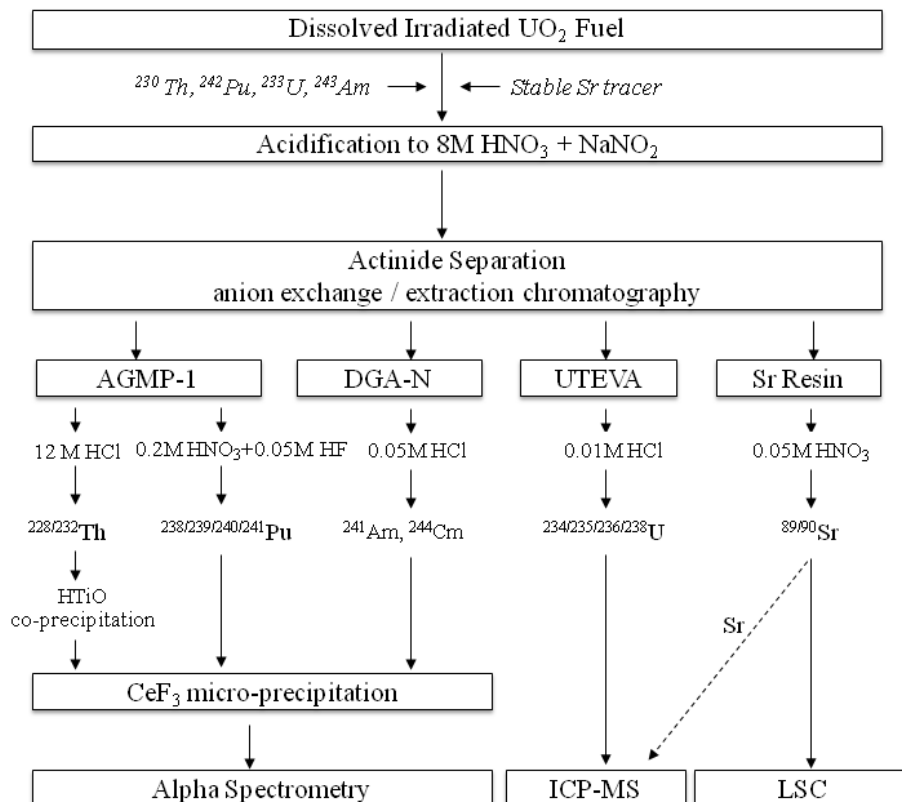 Dissolved Irradiated UO₂ Fuel
²³⁰Th, ²⁴²Pu, ²³³U, ²⁴³Am
Stable Sr tracer
Acidification to 8M HNO₃ + NaNO₂
Actinide Separation
anion exchange / extraction chromatography
AGMP-1
DGA-N
UTEVA
Sr Resin
12 M HCl
0.2M HNO₃+0.05M HF
0.05M HCl
0.01M HCl
0.05M HNO₃
²²⁸/²³²Th
²³⁸/²³⁹/²⁴⁰/²⁴¹Pu
²⁴¹Am, ²⁴⁴Cm
²³⁴/²³⁵/²³⁶/²³⁸U
⁸⁹/⁹⁰Sr
HTiO
co-precipitation
Sr
CeF₃ micro-precipitation
Alpha Spectrometry
ICP-MS
LSC